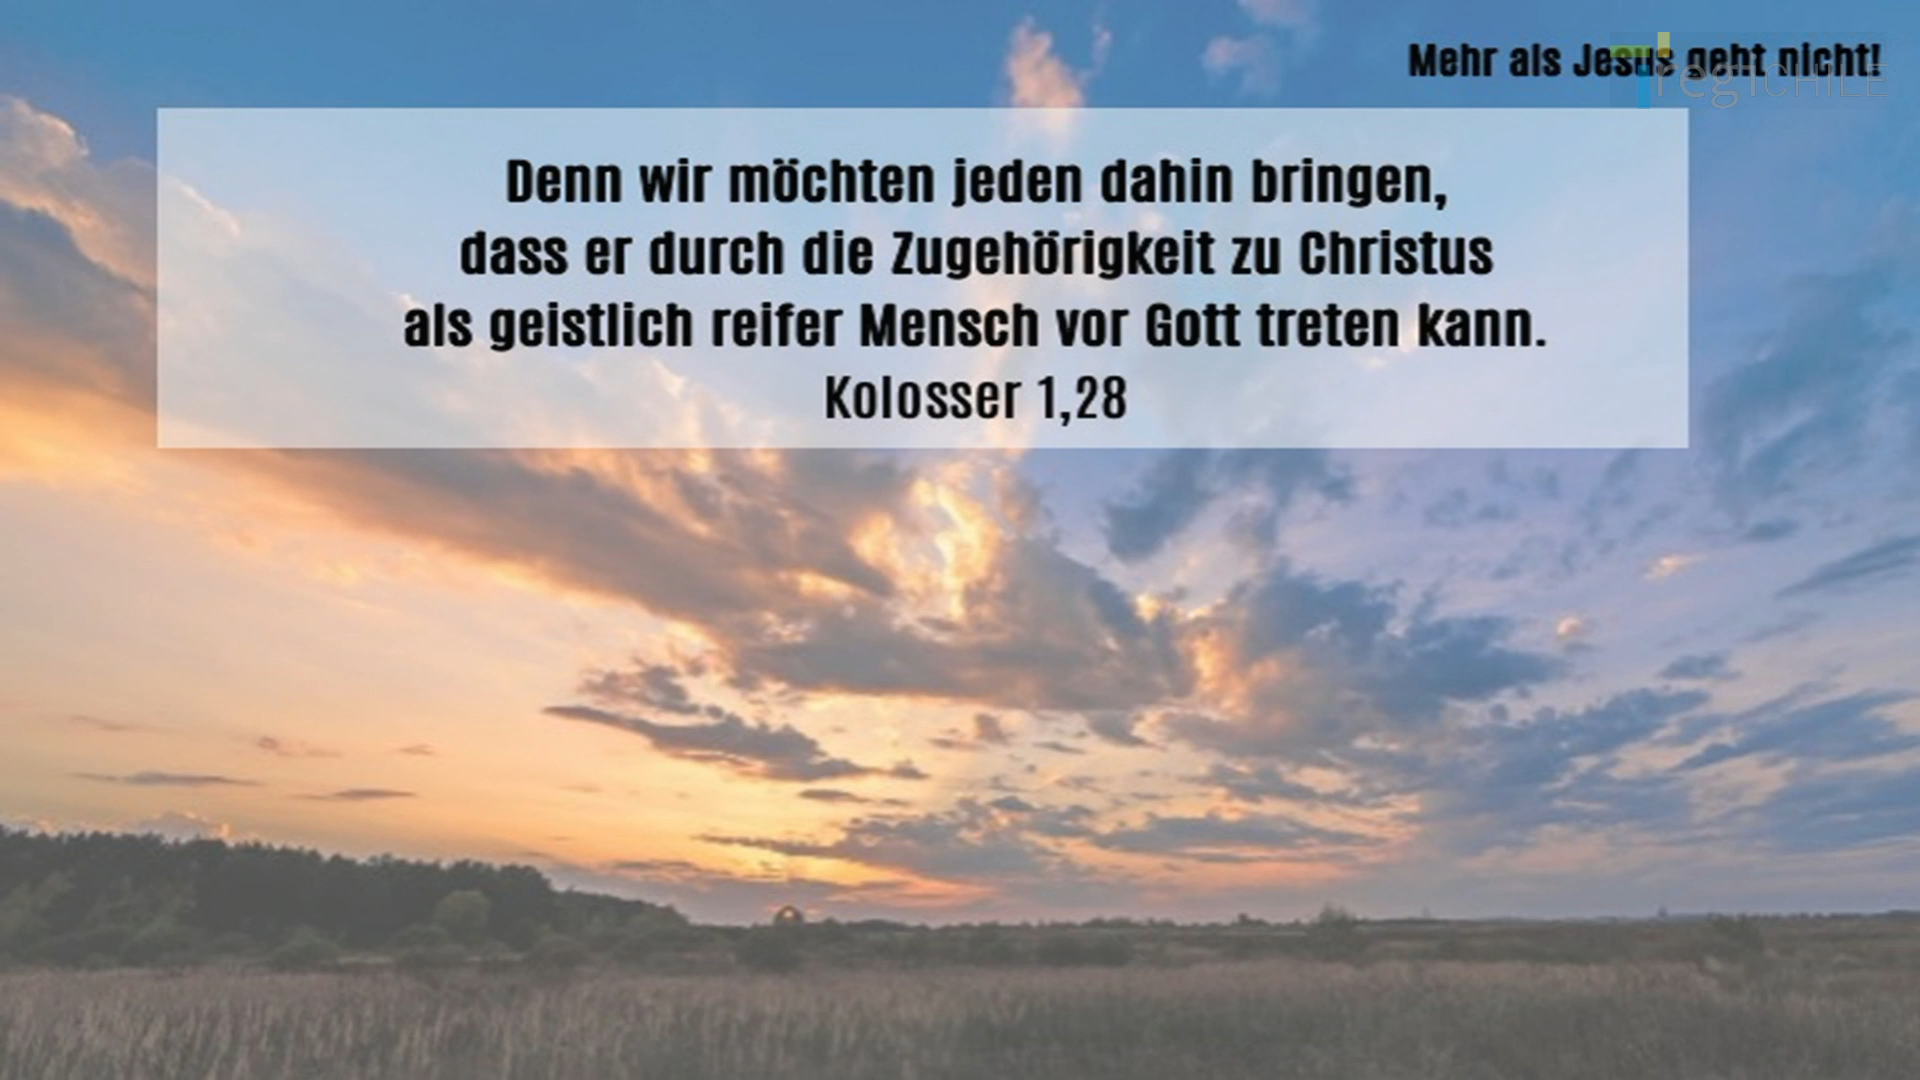 Mehr als Jesus geht nicht!
Denn wir möchten jeden dahin bringen,
dass er durch die Zugehörigkeit zu Christus
als geistlich reifer Mensch vor Gott treten kann.
Kolosser 1,28